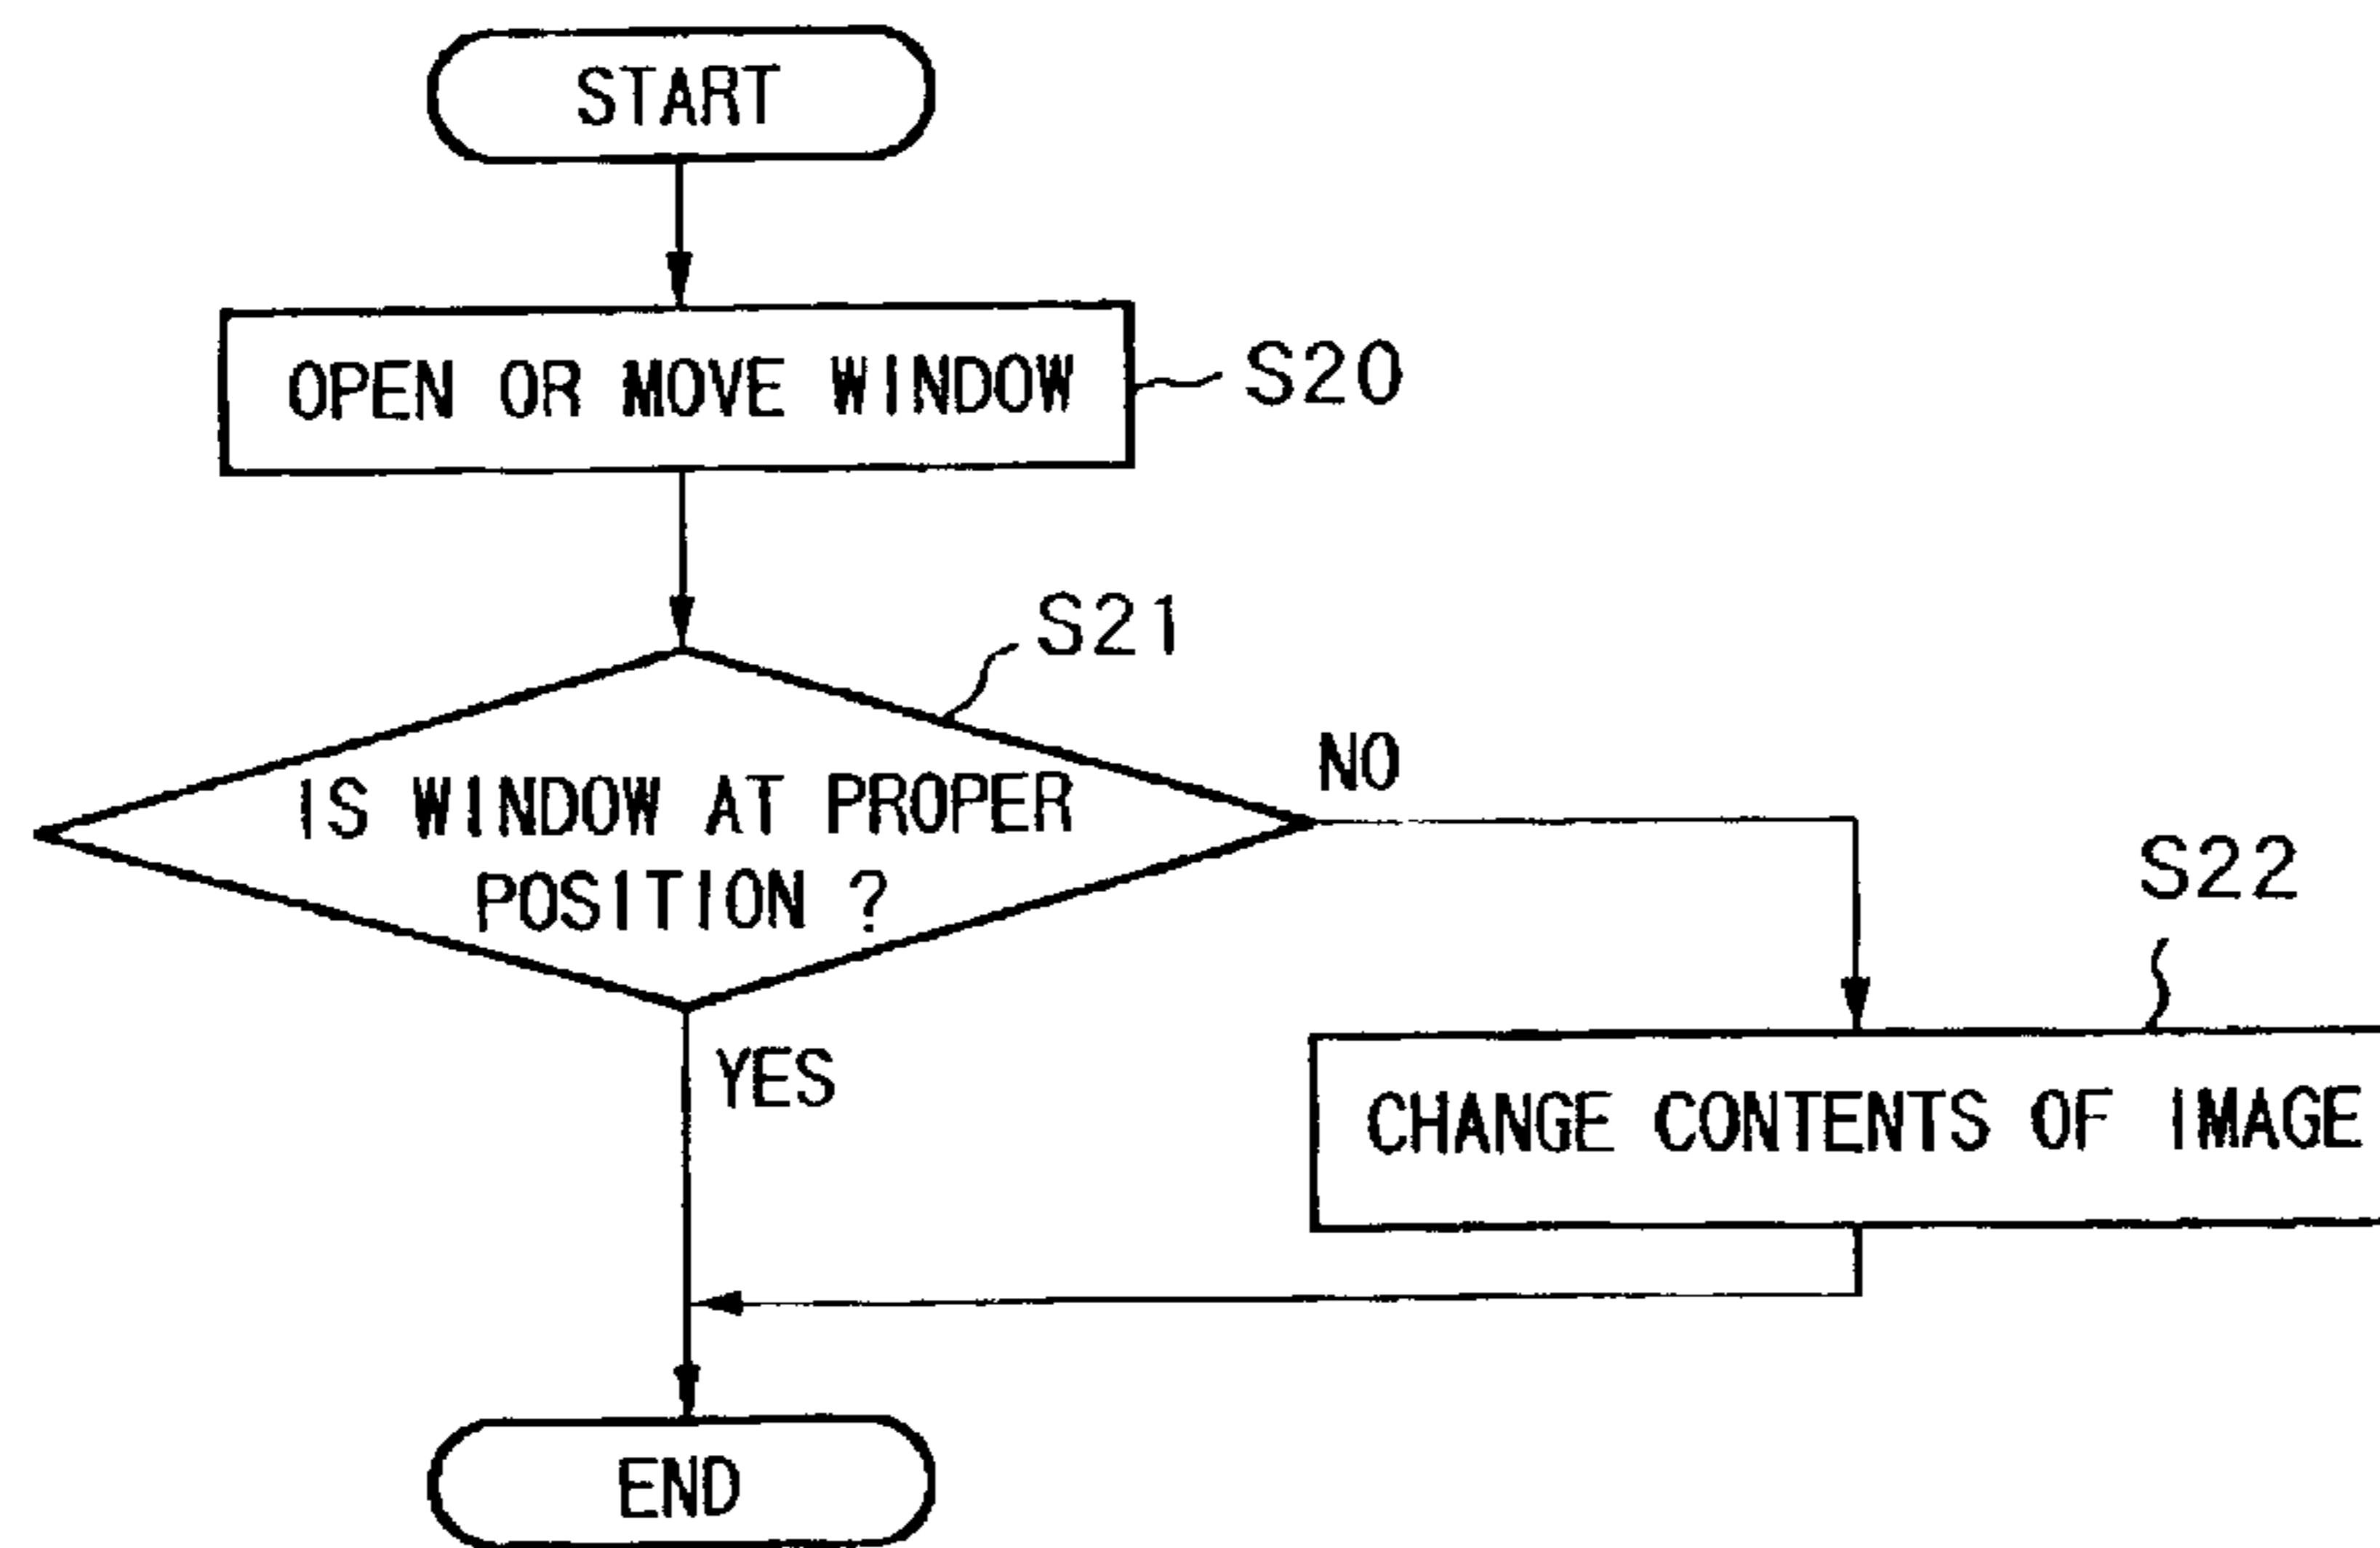 START
OPEN OR MOVE WINDOW
S20
S21
IS WINDOW AT PROPER
POSITION ?
NO
S22
YES
CHANGE CONTENTS OF IMAGE
END